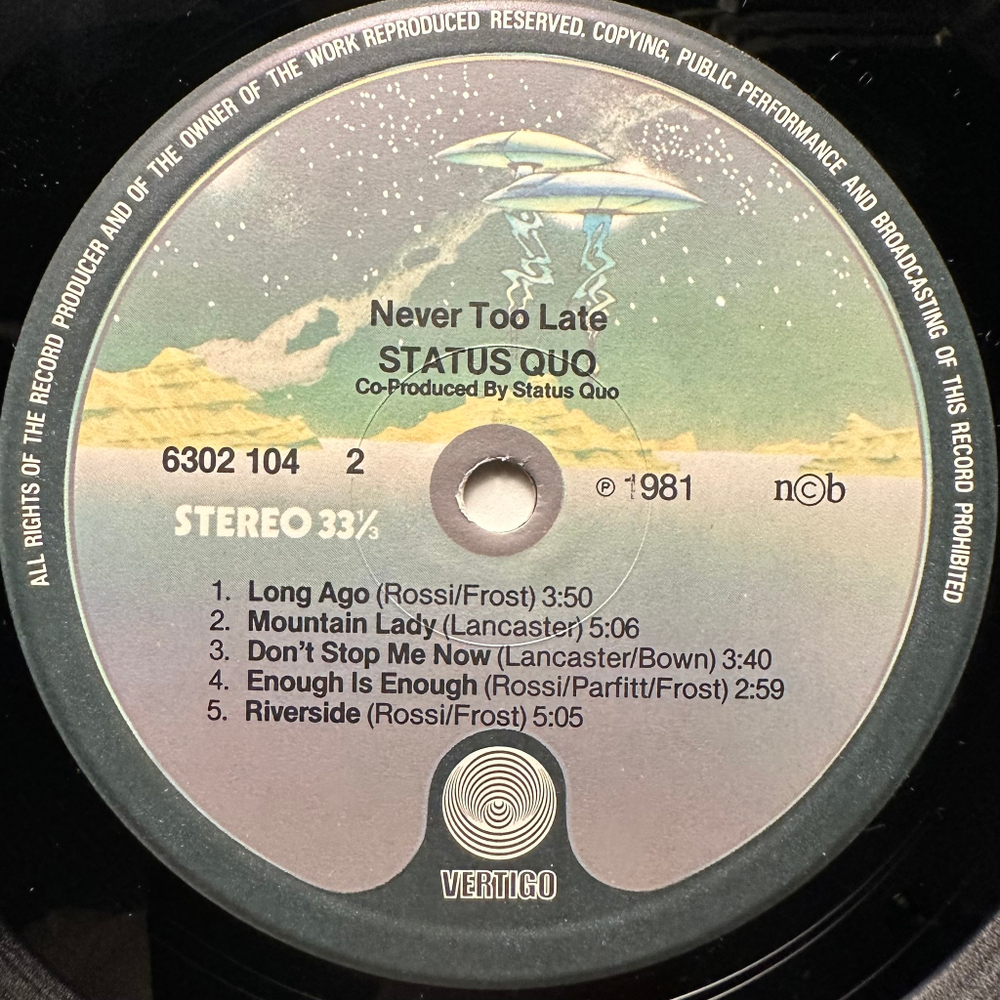 ALL RIGHTS OF THE RECORD PRODUCER AND OF THE OWNER OF THE WORK REPRODUCED RESERVED. COPYING, PUBLIC PERFORMANCE AND BROADCASTING OF THIS RECORD PROHIBITED
Never Too Late
STATUS QUO
Co-Produced By Status Quo
6302 104 2
℗ 1981 n©b
STEREO 33⅓
1. Long Ago (Rossi/Frost) 3:50
2. Mountain Lady (Lancaster) 5:06
3. Don't Stop Me Now (Lancaster/Bown) 3:40
4. Enough Is Enough (Rossi/Parfitt/Frost) 2:59
5. Riverside (Rossi/Frost) 5:05
VERTIGO